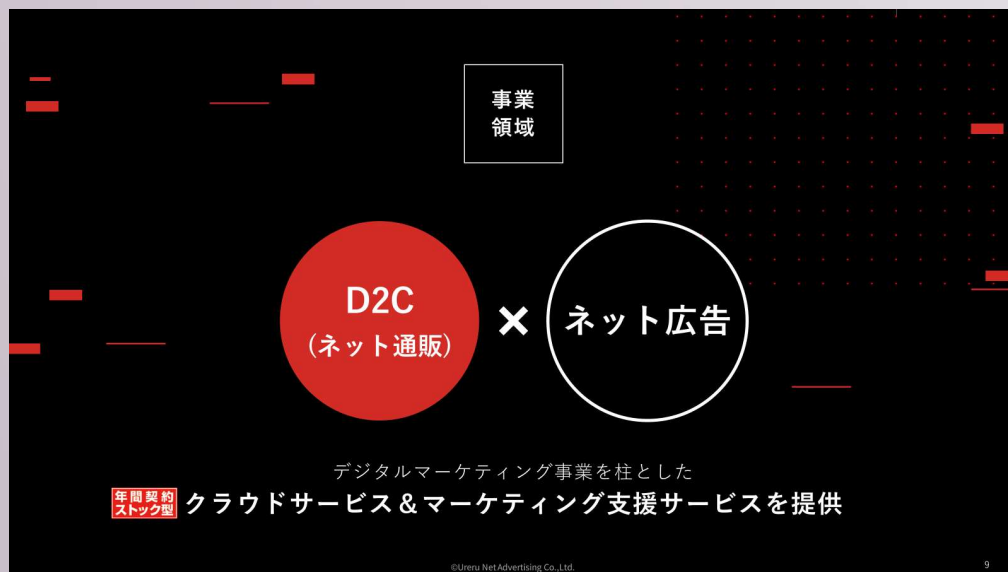 事業
領域
D2C
(ネット通販)
×
ネット広告
デジタルマーケティング事業を柱とした
年間契約
ストック型
クラウドサービス＆マーケティング支援サービスを提供
©Ureru Net Advertising Co.,Ltd.
9